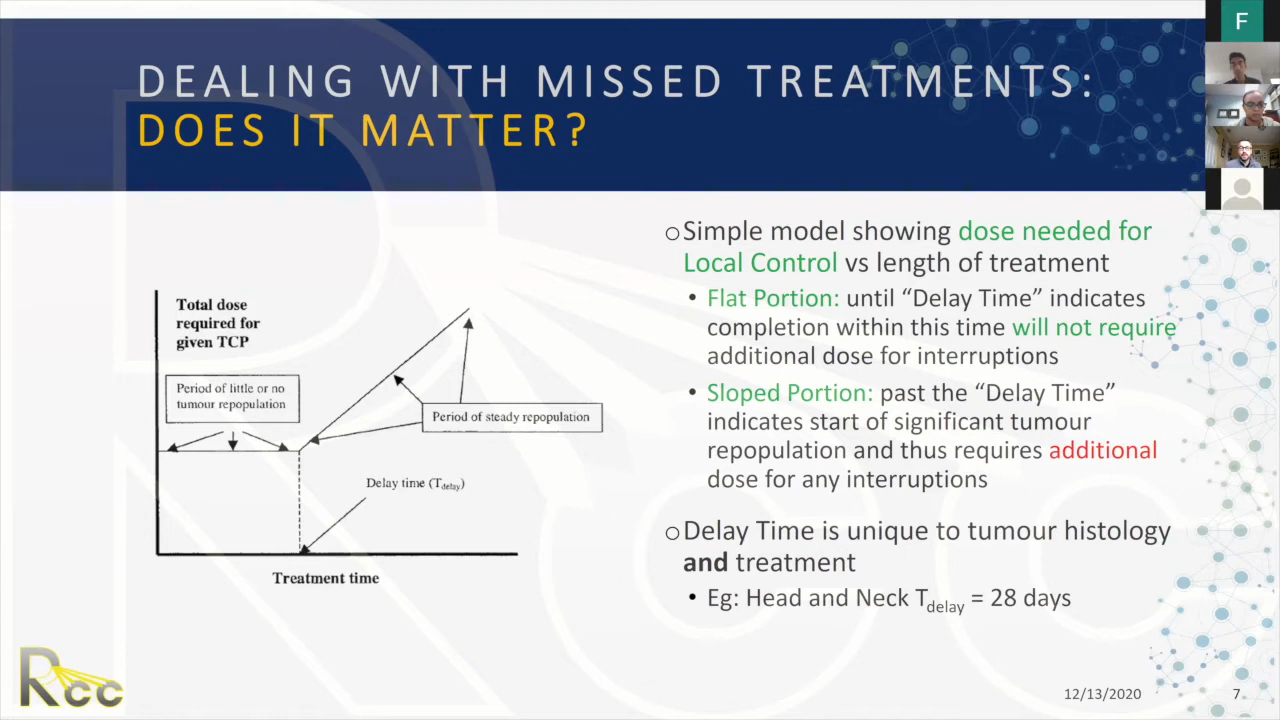 DEALING WITH MISSED TREATMENTS:
DOES IT MATTER?
Total dose
required for
given TCP
Period of little or no
tumour repopulation
Period of steady repopulation
Delay time (Tdelay)
Treatment time
oSimple model showing dose needed for
Local Control vs length of treatment
• Flat Portion: until “Delay Time” indicates
completion within this time will not require
additional dose for interruptions
• Sloped Portion: past the “Delay Time”
indicates start of significant tumour
repopulation and thus requires additional
dose for any interruptions
oDelay Time is unique to tumour histology
and treatment
• Eg: Head and Neck Tdelay = 28 days
Rcc
12/13/2020
7
F